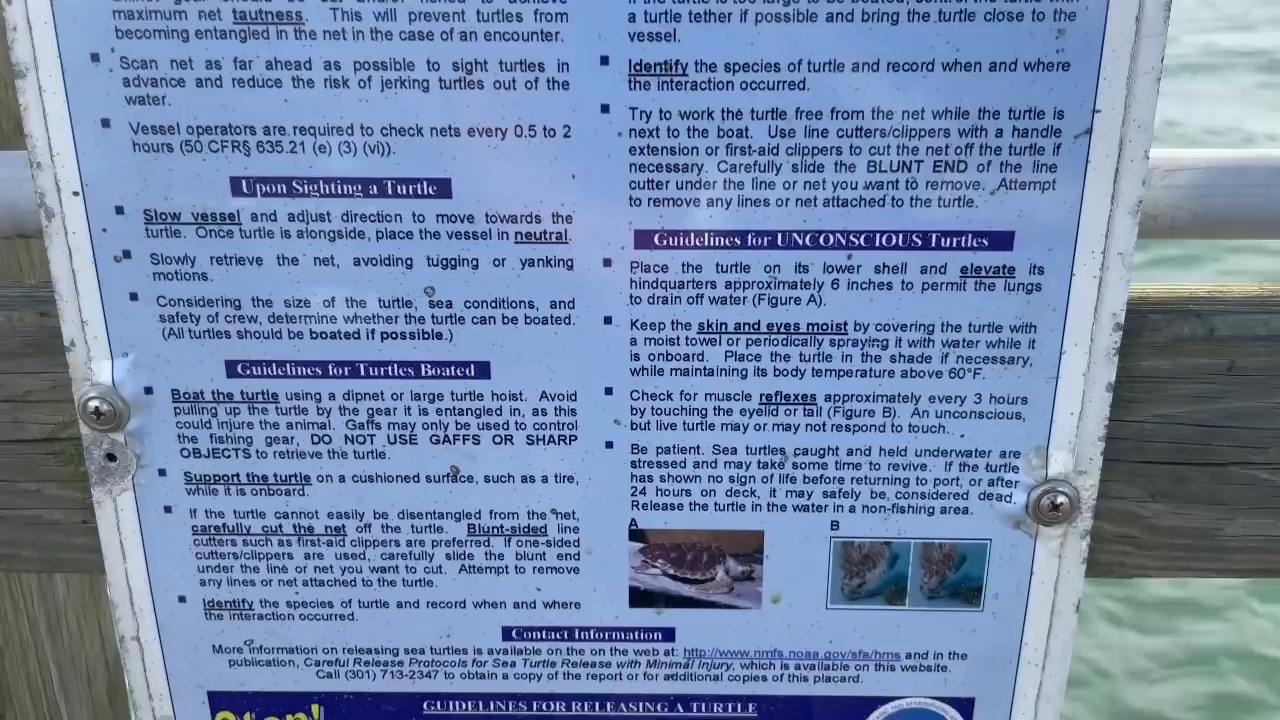 maximum net tautness. This will prevent turtles from
becoming entangled in the net in the case of an encounter.
Scan net as far ahead as possible to sight turtles in
advance and reduce the risk of jerking turtles out of the
water.
Vessel operators are required to check nets every 0.5 to 2
hours (50 CFR§ 635.21 (e) (3) (vi)).
Upon Sighting a Turtle
Slow vessel and adjust direction to move towards the
turtle. Once turtle is alongside, place the vessel in neutral.
Slowly retrieve the net, avoiding tugging or yanking
motions.
Considering the size of the turtle, sea conditions, and
safety of crew, determine whether the turtle can be boated.
(All turtles should be boated if possible.)
Guidelines for Turtles Boated
Boat the turtle using a dipnet or large turtle hoist. Avoid
pulling up the turtle by the gear it is entangled in, as this
could injure the animal. Gaffs may only be used to control
the fishing gear, DO NOT USE GAFFS OR SHARP
OBJECTS to retrieve the turtle.
Support the turtle on a cushioned surface, such as a tire,
while it is onboard.
If the turtle cannot easily be disentangled from the net,
carefully cut the net off the turtle. Blunt-sided line
cutters such as first-aid clippers are preferred. If one-sided
cutters/clippers are used, carefully slide the blunt end
under the line or net you want to cut. Attempt to remove
any lines or net attached to the turtle.
Identify the species of turtle and record when and where
the interaction occurred.
a turtle tether if possible and bring the turtle close to the
vessel.
Identify the species of turtle and record when and where
the interaction occurred.
Try to work the turtle free from the net while the turtle is
next to the boat. Use line cutters/clippers with a handle
extension or first-aid clippers to cut the net off the turtle if
necessary. Carefully slide the BLUNT END of the line
cutter under the line or net you want to remove. Attempt
to remove any lines or net attached to the turtle.
Guidelines for UNCONSCIOUS Turtles
Place the turtle on its lower shell and elevate its
hindquarters approximately 6 inches to permit the lungs
to drain off water (Figure A).
Keep the skin and eyes moist by covering the turtle with
a moist towel or periodically spraying it with water while it
is onboard. Place the turtle in the shade if necessary,
while maintaining its body temperature above 60°F.
Check for muscle reflexes approximately every 3 hours
by touching the eyelid or tail (Figure B). An unconscious,
but live turtle may or may not respond to touch.
Be patient. Sea turtles caught and held underwater are
stressed and may take some time to revive. If the turtle
has shown no sign of life before returning to port, or after
24 hours on deck, it may safely be considered dead.
Release the turtle in the water in a non-fishing area.
A B
Contact Information
More information on releasing sea turtles is available on the on the web at: http://www.nmfs.noaa.gov/sfa/hms and in the
publication, Careful Release Protocols for Sea Turtle Release with Minimal Injury, which is available on this website.
Call (301) 713-2347 to obtain a copy of the report or for additional copies of this placard.
Stop!
GUIDELINES FOR RELEASING A TURTLE